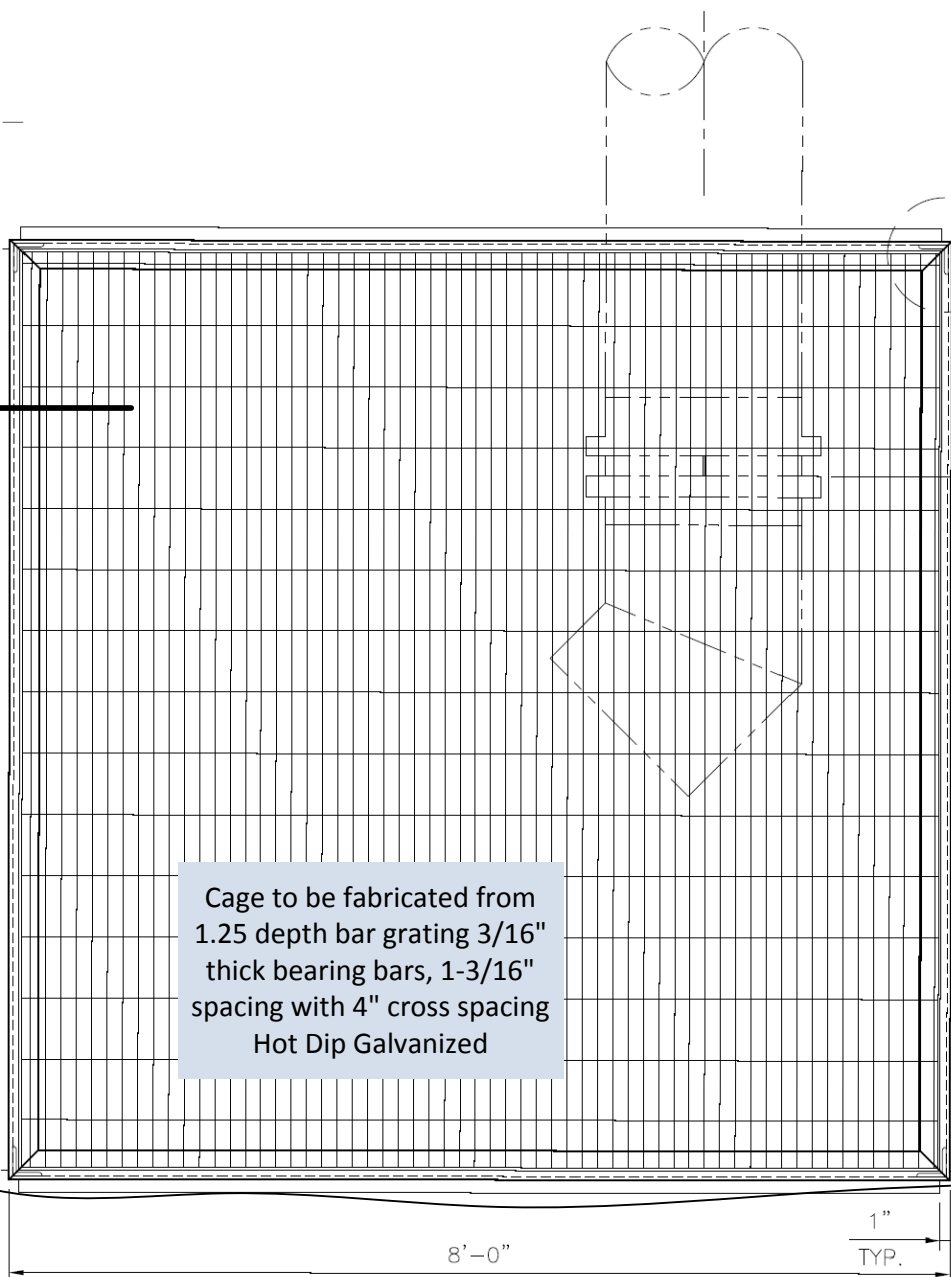 Cage to be fabricated from
1.25 depth bar grating 3/16"
thick bearing bars, 1-3/16"
spacing with 4" cross spacing
Hot Dip Galvanized
1"
TYP.
8'-0"